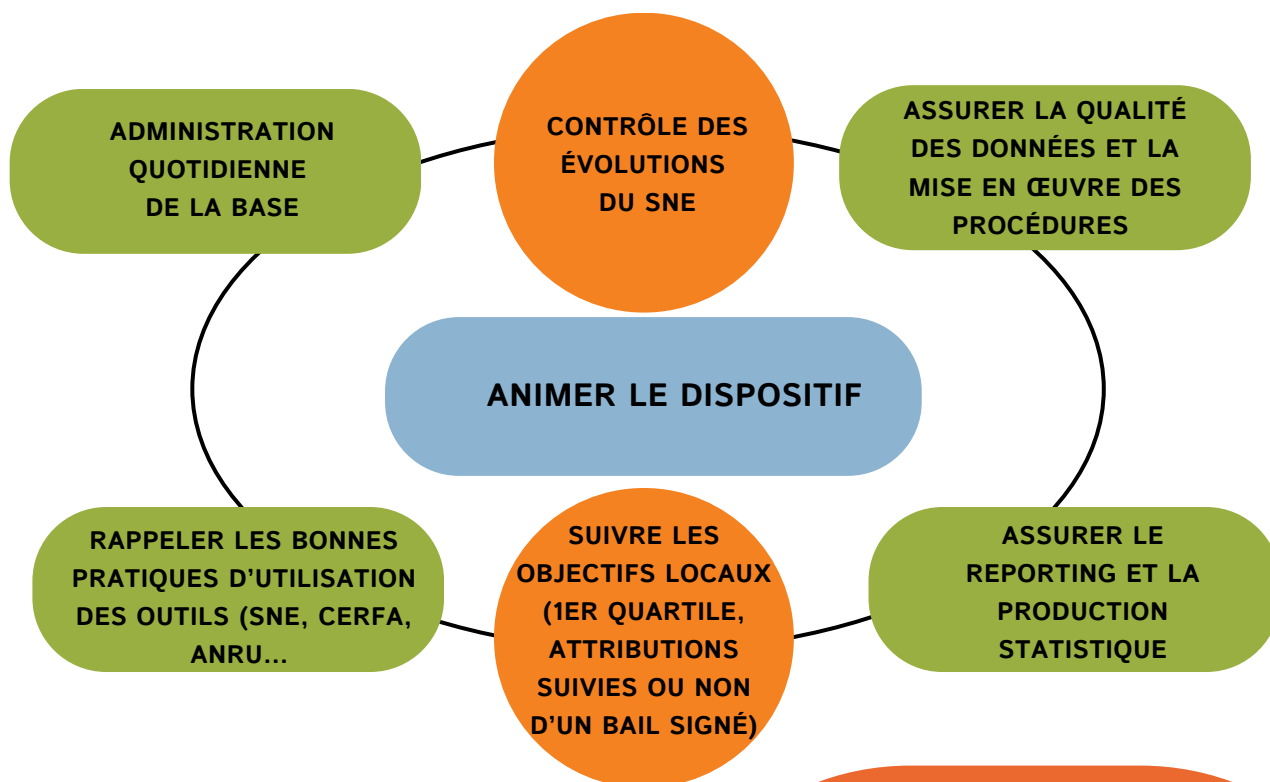 ADMINISTRATION
QUOTIDIENNE
DE LA BASE
CONTRÔLE DES
ÉVOLUTIONS
DU SNE
ASSURER LA QUALITÉ
DES DONNÉES ET LA
MISE EN ŒUVRE DES
PROCÉDURES
ANIMER LE DISPOSITIF
RAPPELER LES BONNES
PRATIQUES D'UTILISATION
DES OUTILS (SNE, CERFA,
ANRU...
SUIVRE LES
OBJECTIFS LOCAUX
(1ER QUARTILE,
ATTRIBUTIONS
SUIVIES OU NON
D'UN BAIL SIGNÉ)
ASSURER LE
REPORTING ET LA
PRODUCTION
STATISTIQUE